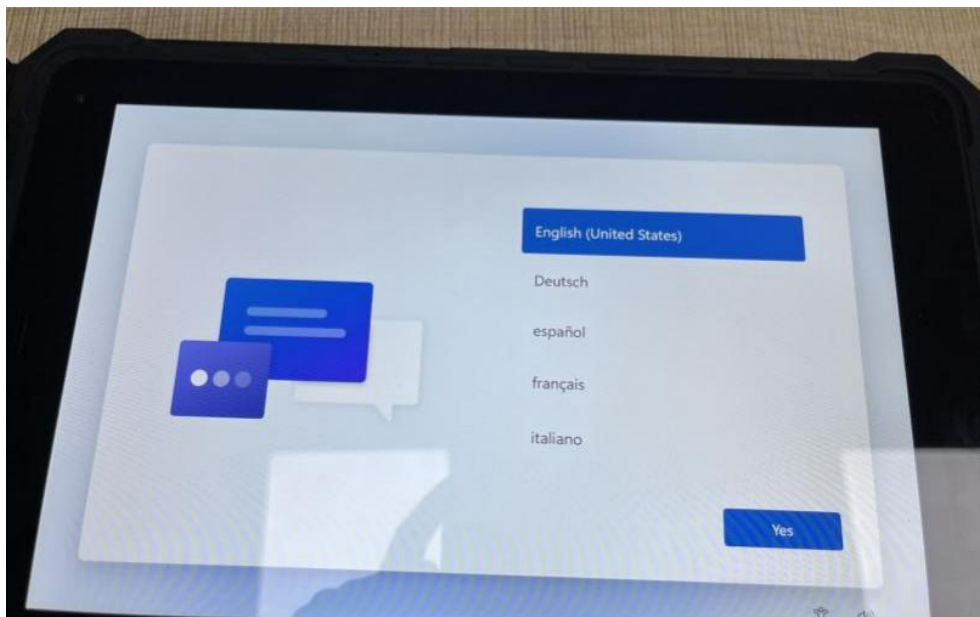 English (United States)
Deutsch
español
français
italiano
Yes